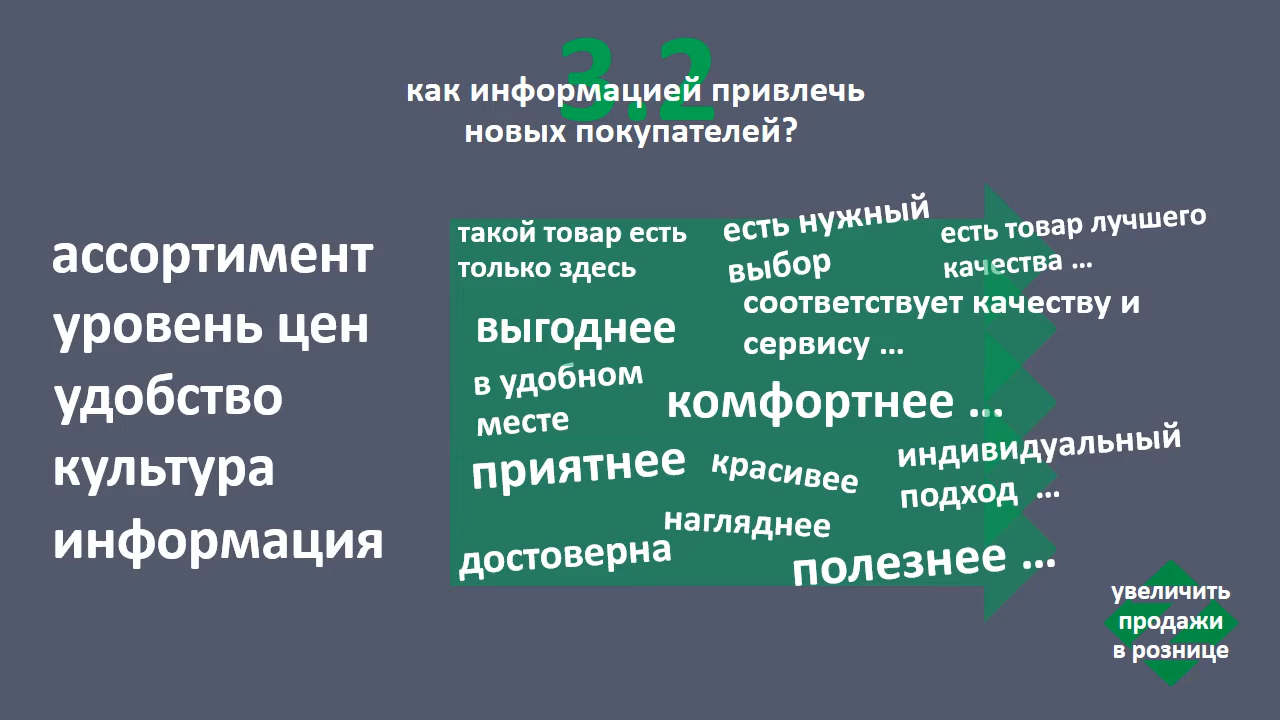 3.2
как информацией привлечь
новых покупателей?
ассортимент
уровень цен
удобство
культура
информация
такой товар есть
только здесь
есть нужный
выбор
есть товар лучшего
качества ...
выгоднее
соответствует качеству и
сервису ...
в удобном
месте
комфортнее ...
приятнее
красивее
индивидуальный
подход ...
достоверна
нагляднее
полезнее ...
увеличить
продажи
в рознице